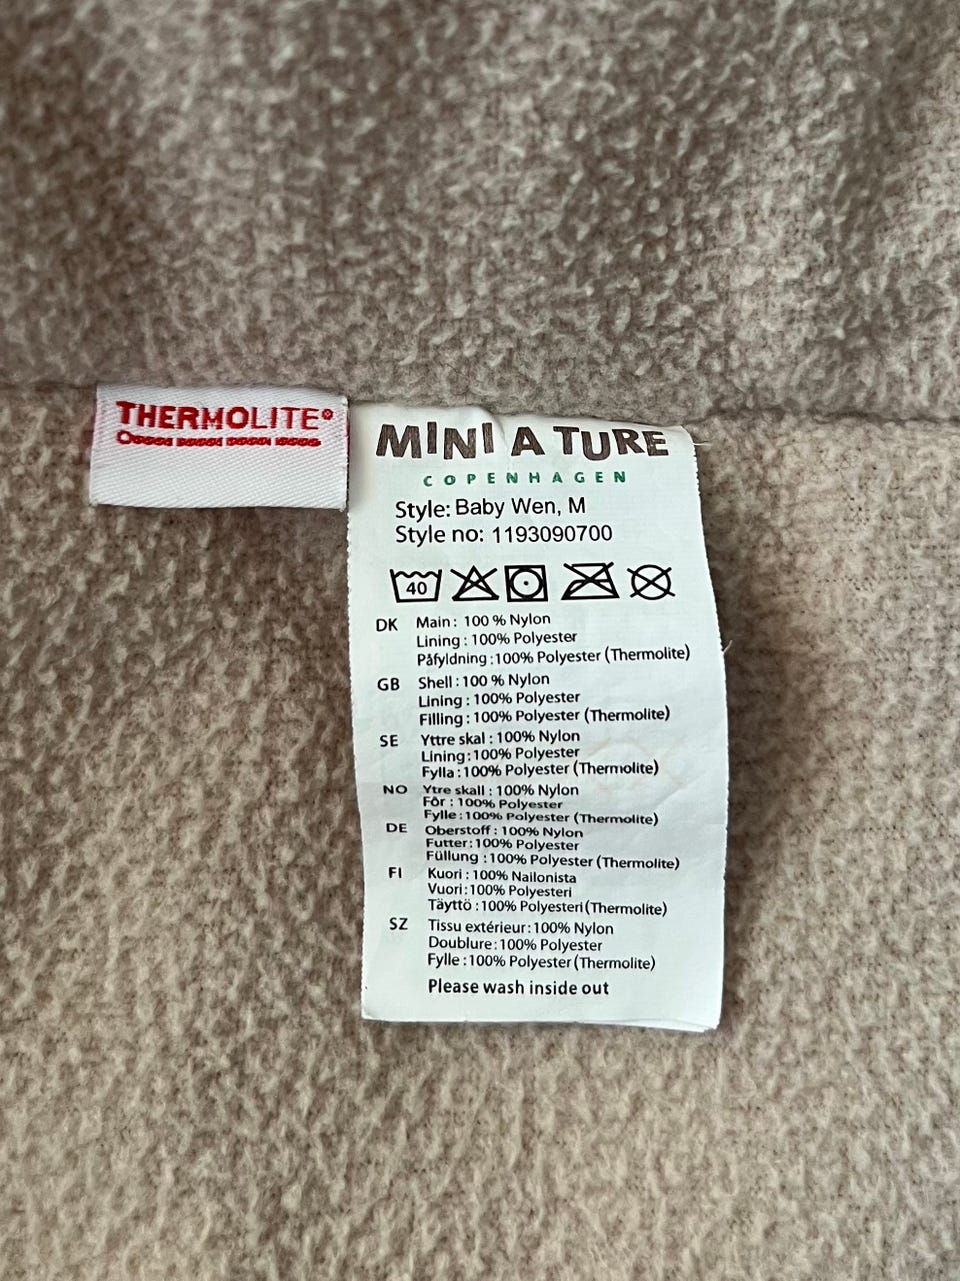 THERMOLITE®
MINI A TURE
COPENHAGEN
Style: Baby Wen, M
Style no: 1193090700
40
DK Main: 100 % Nylon
Lining: 100% Polyester
Påfyldning: 100% Polyester (Thermolite)
GB Shell: 100 % Nylon
Lining: 100% Polyester
Filling: 100% Polyester (Thermolite)
SE Yttre skal: 100% Nylon
Lining: 100% Polyester
Fylla: 100% Polyester (Thermolite)
NO Ytre skall: 100% Nylon
Fôr: 100% Polyester
Fylle: 100% Polyester (Thermolite)
DE Oberstoff: 100% Nylon
Futter: 100% Polyester
Füllung: 100% Polyester (Thermolite)
FI Kuori: 100% Nailonista
Vuori: 100% Polyesteri
Täyttö: 100% Polyesteri (Thermolite)
SZ Tissu extérieur: 100% Nylon
Doublure: 100% Polyester
Fylle: 100% Polyester (Thermolite)
Please wash inside out